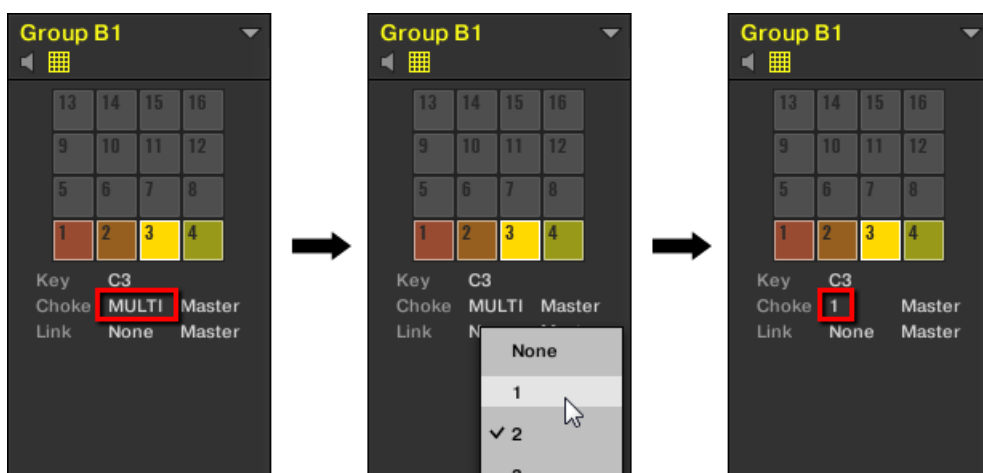 Group B1
13 14 15 16
9 10 11 12
5 6 7 8
1 2 3 4
Key C3
Choke MULTI Master
Link None Master
Group B1
13 14 15 16
9 10 11 12
5 6 7 8
1 2 3 4
Key C3
Choke MULTI Master
Link
None
1
2
Group B1
13 14 15 16
9 10 11 12
5 6 7 8
1 2 3 4
Key C3
Choke 1 Master
Link None Master